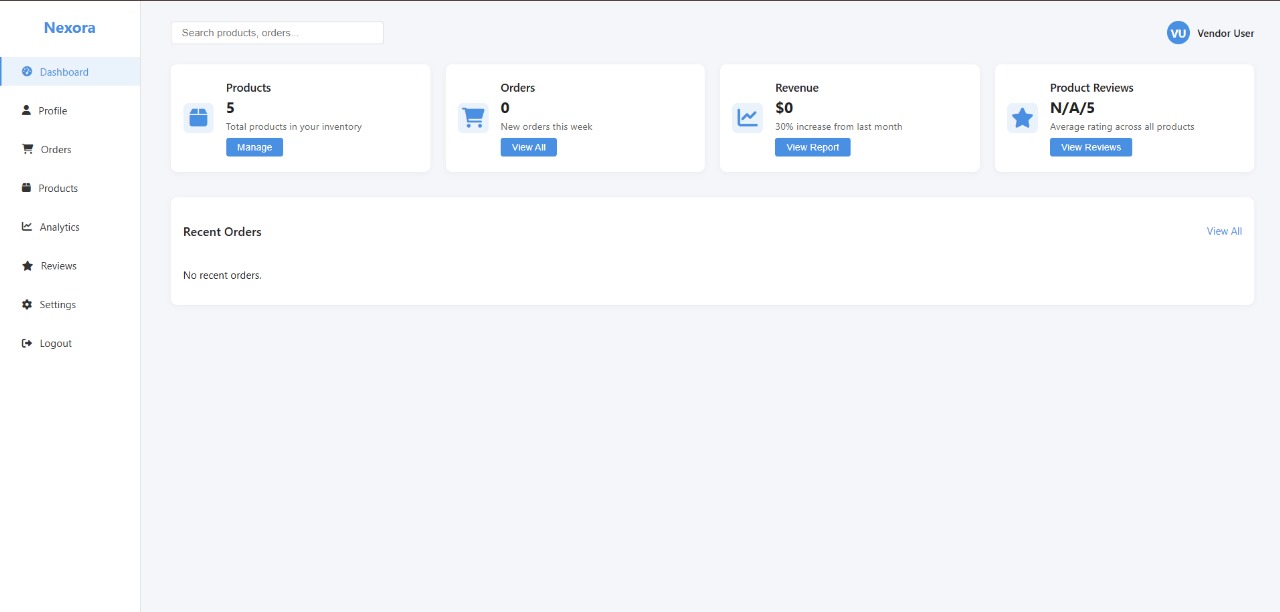 Nexora
Dashboard
Profile
Orders
Products
Analytics
Reviews
Settings
Logout
Search products, orders...
VU Vendor User
Products
5
Total products in your inventory
Manage
Orders
0
New orders this week
View All
Revenue
$0
30% increase from last month
View Report
Product Reviews
N/A/5
Average rating across all products
View Reviews
Recent Orders
View All
No recent orders.